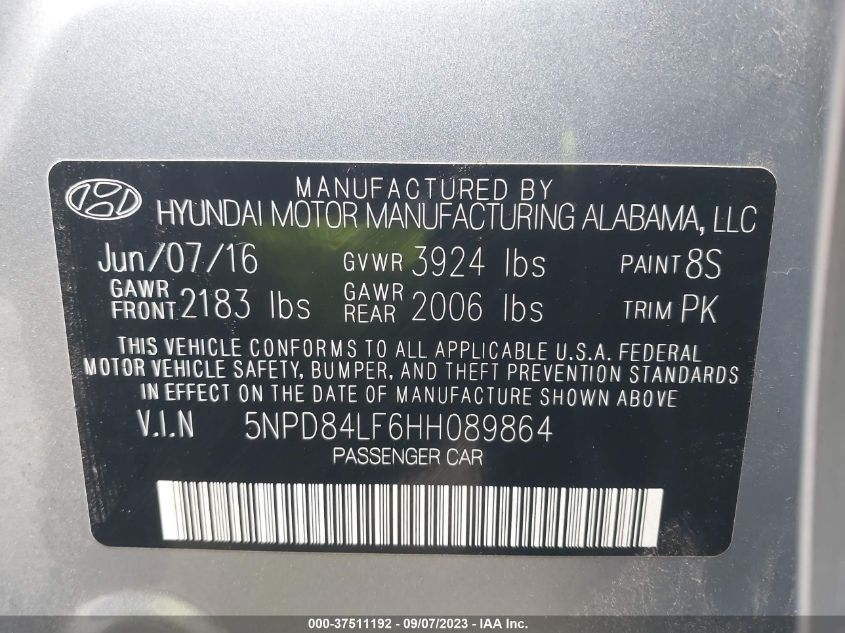 MANUFACTURED BY
HYUNDAI MOTOR MANUFACTURING ALABAMA, LLC
Jun/07/16 GVWR 3924 lbs PAINT 8S
GAWR FRONT 2183 lbs GAWR REAR 2006 lbs TRIM PK
THIS VEHICLE CONFORMS TO ALL APPLICABLE U.S.A. FEDERAL
MOTOR VEHICLE SAFETY, BUMPER, AND THEFT PREVENTION STANDARDS
IN EFFECT ON THE DATE OF MANUFACTURE SHOWN ABOVE
V.I.N 5NPD84LF6HH089864
PASSENGER CAR
000-37511192 - 09/07/2023 - IAA Inc.